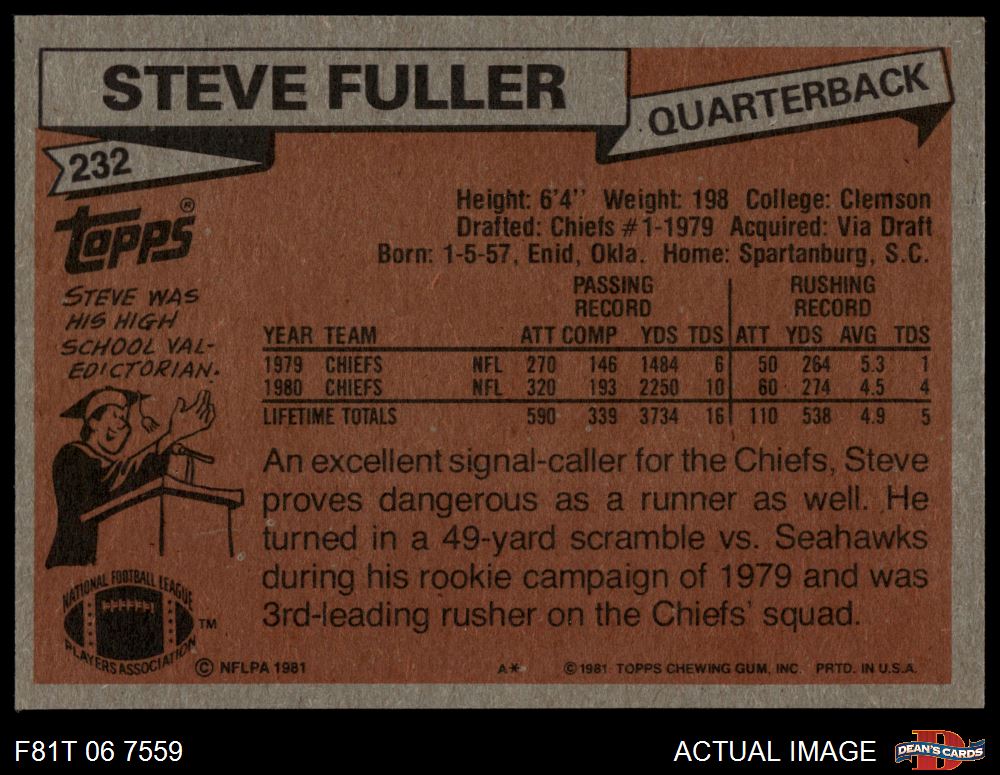 STEVE FULLER
QUARTERBACK
232
topps®
Height: 6'4'' Weight: 198 College: Clemson
Drafted: Chiefs #1-1979 Acquired: Via Draft
Born: 1-5-57, Enid, Okla. Home: Spartanburg, S.C.
STEVE WAS
HIS HIGH
SCHOOL VAL-
EDICTORIAN.
PASSING RUSHING
RECORD RECORD
YEAR TEAM ATT COMP YDS TDS ATT YDS AVG TDS
1979 CHIEFS NFL 270 146 1484 6 50 264 5.3 1
1980 CHIEFS NFL 320 193 2250 10 60 274 4.5 4
LIFETIME TOTALS 590 339 3734 16 110 538 4.9 5
An excellent signal-caller for the Chiefs, Steve
proves dangerous as a runner as well. He
turned in a 49-yard scramble vs. Seahawks
during his rookie campaign of 1979 and was
3rd-leading rusher on the Chiefs' squad.
NATIONAL FOOTBALL LEAGUE
PLAYERS ASSOCIATION
TM
© NFLPA 1981 A* ©1981 TOPPS CHEWING GUM, INC. PRTD. IN U.S.A.
F81T 06 7559 ACTUAL IMAGE D DEAN'S CARDS